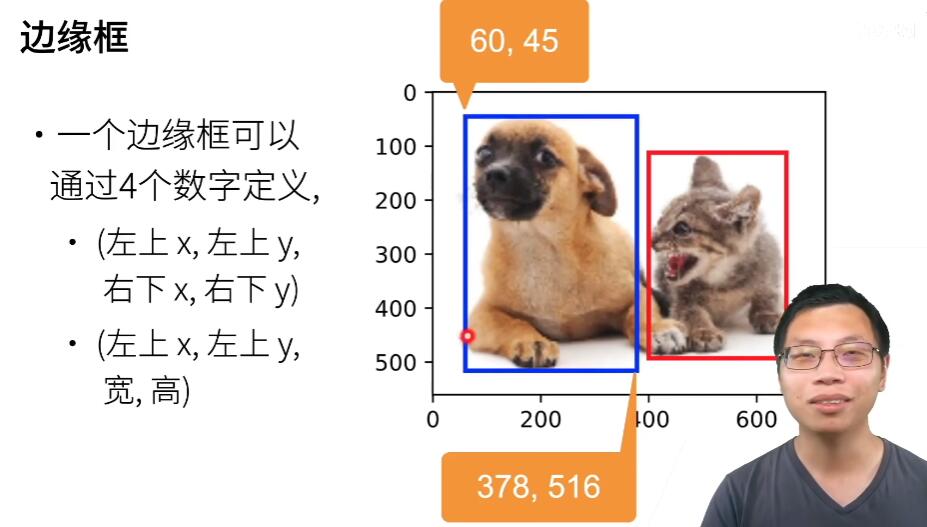 边缘框
60, 45
• 一个边缘框可以
通过4个数字定义,
• (左上 x, 左上 y,
右下 x, 右下 y)
• (左上 x, 左上 y,
宽, 高)
0
100
200
300
400
500
0
200
400
600
378, 516